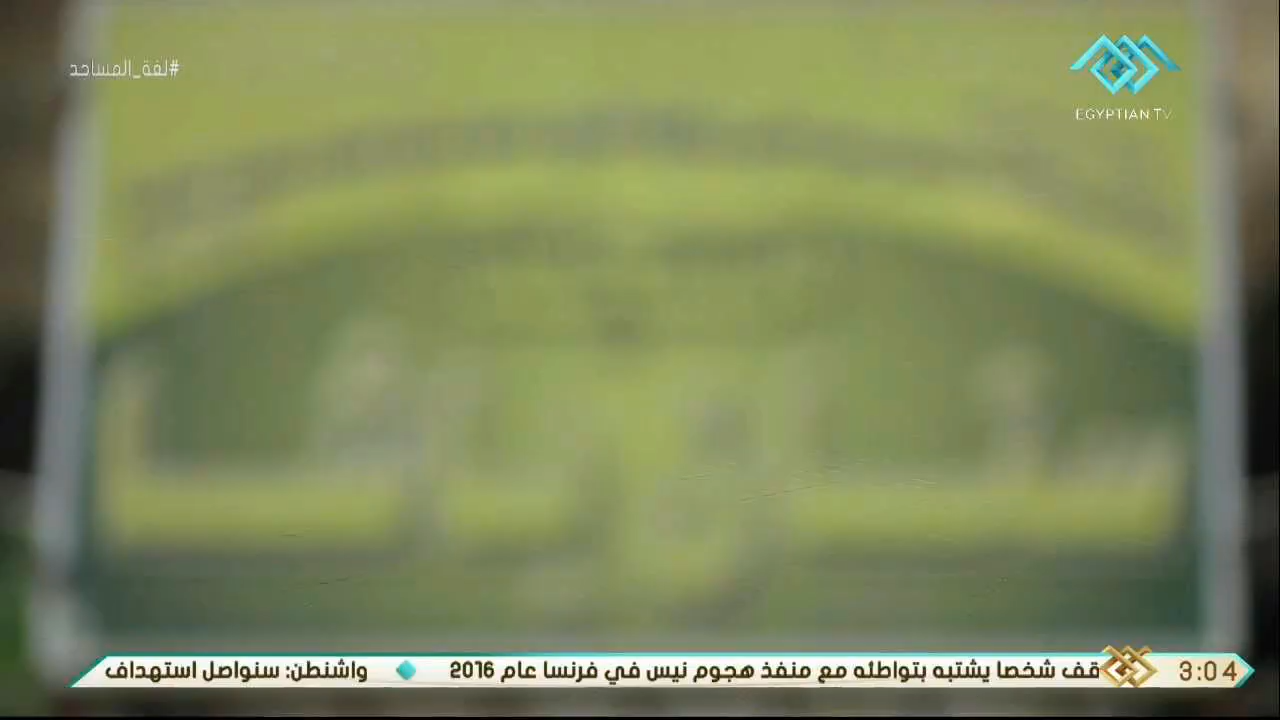 #لفة_المساجد
EGYPTIAN TV
3:04
قف شخصا يشتبه بتواطئه مع منفذ هجوم نيس في فرنسا عام 2016
واشنطن: سنواصل استهداف